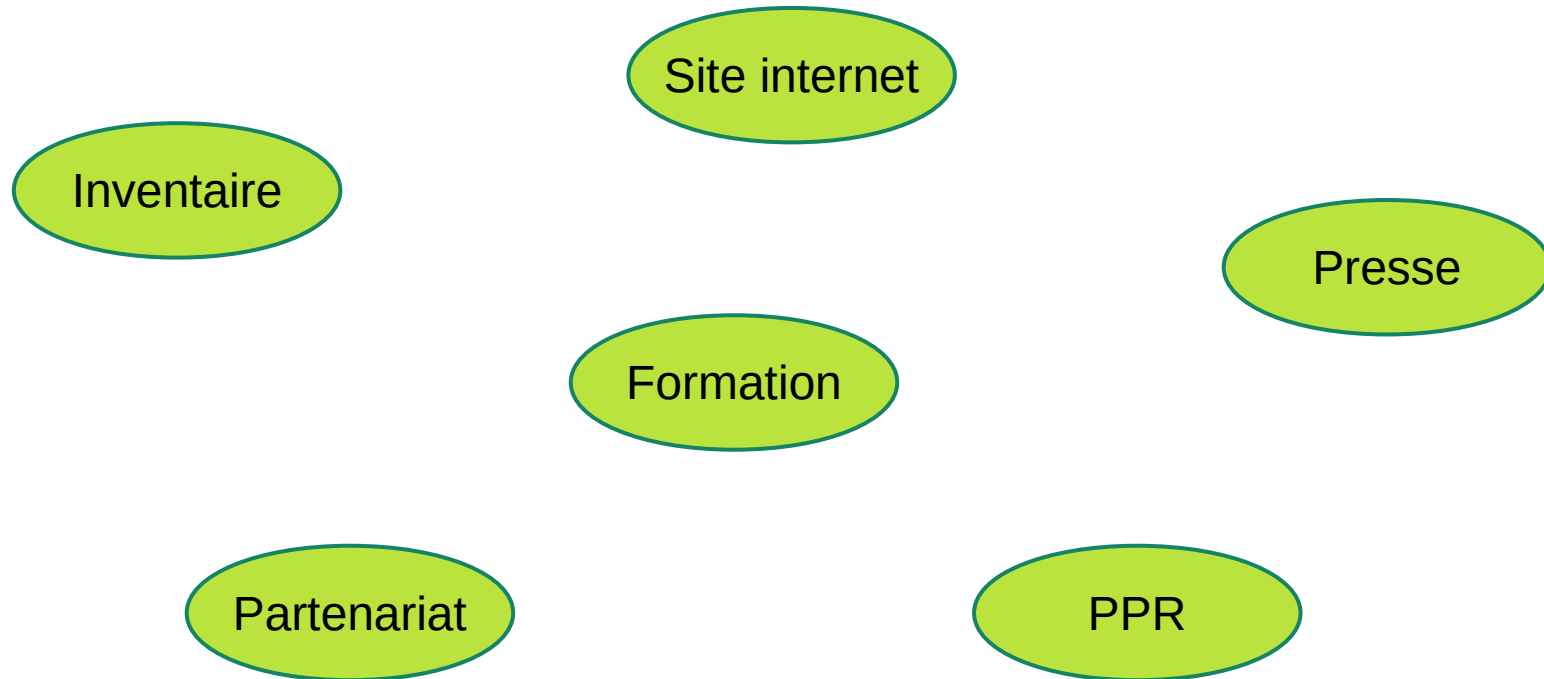 Site internet
Inventaire
Presse
Formation
Partenariat
PPR